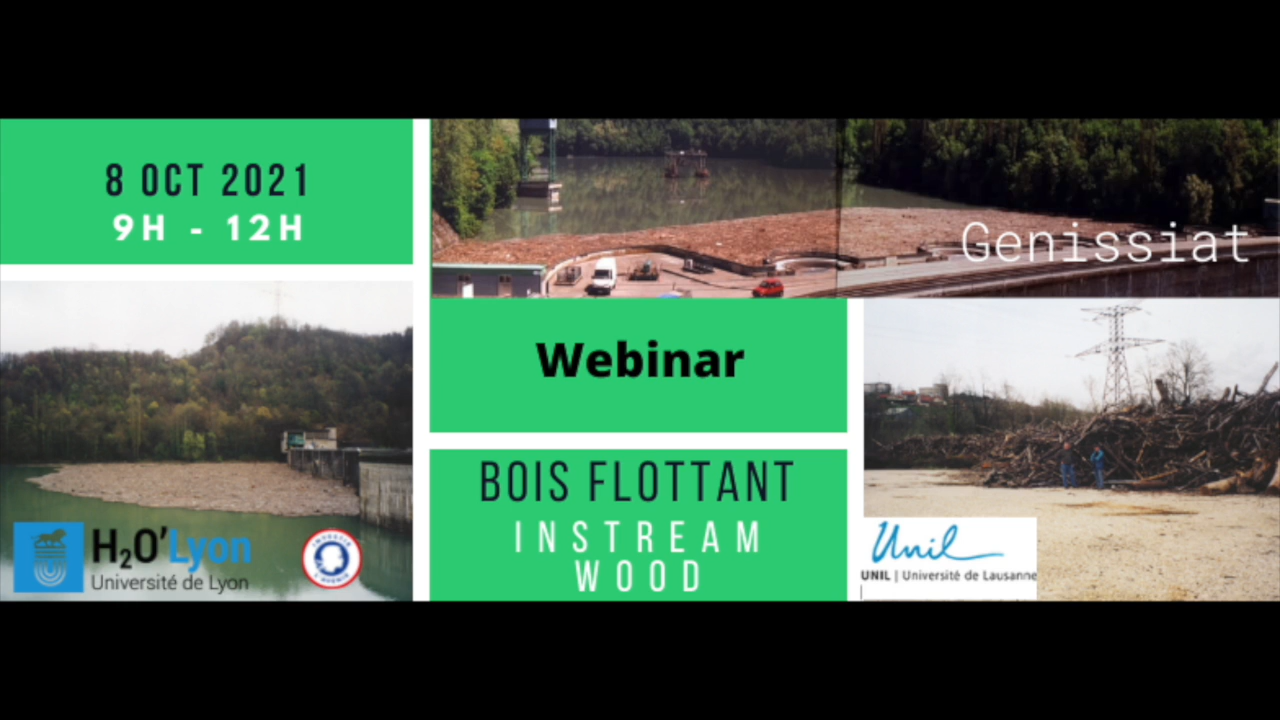 8 OCT 2021
9H - 12H
Genissiat
Webinar
BOIS FLOTTANT
INSTREAM
WOOD
H₂O'Lyon
Université de Lyon
Unil
UNIL | Université de Lausanne